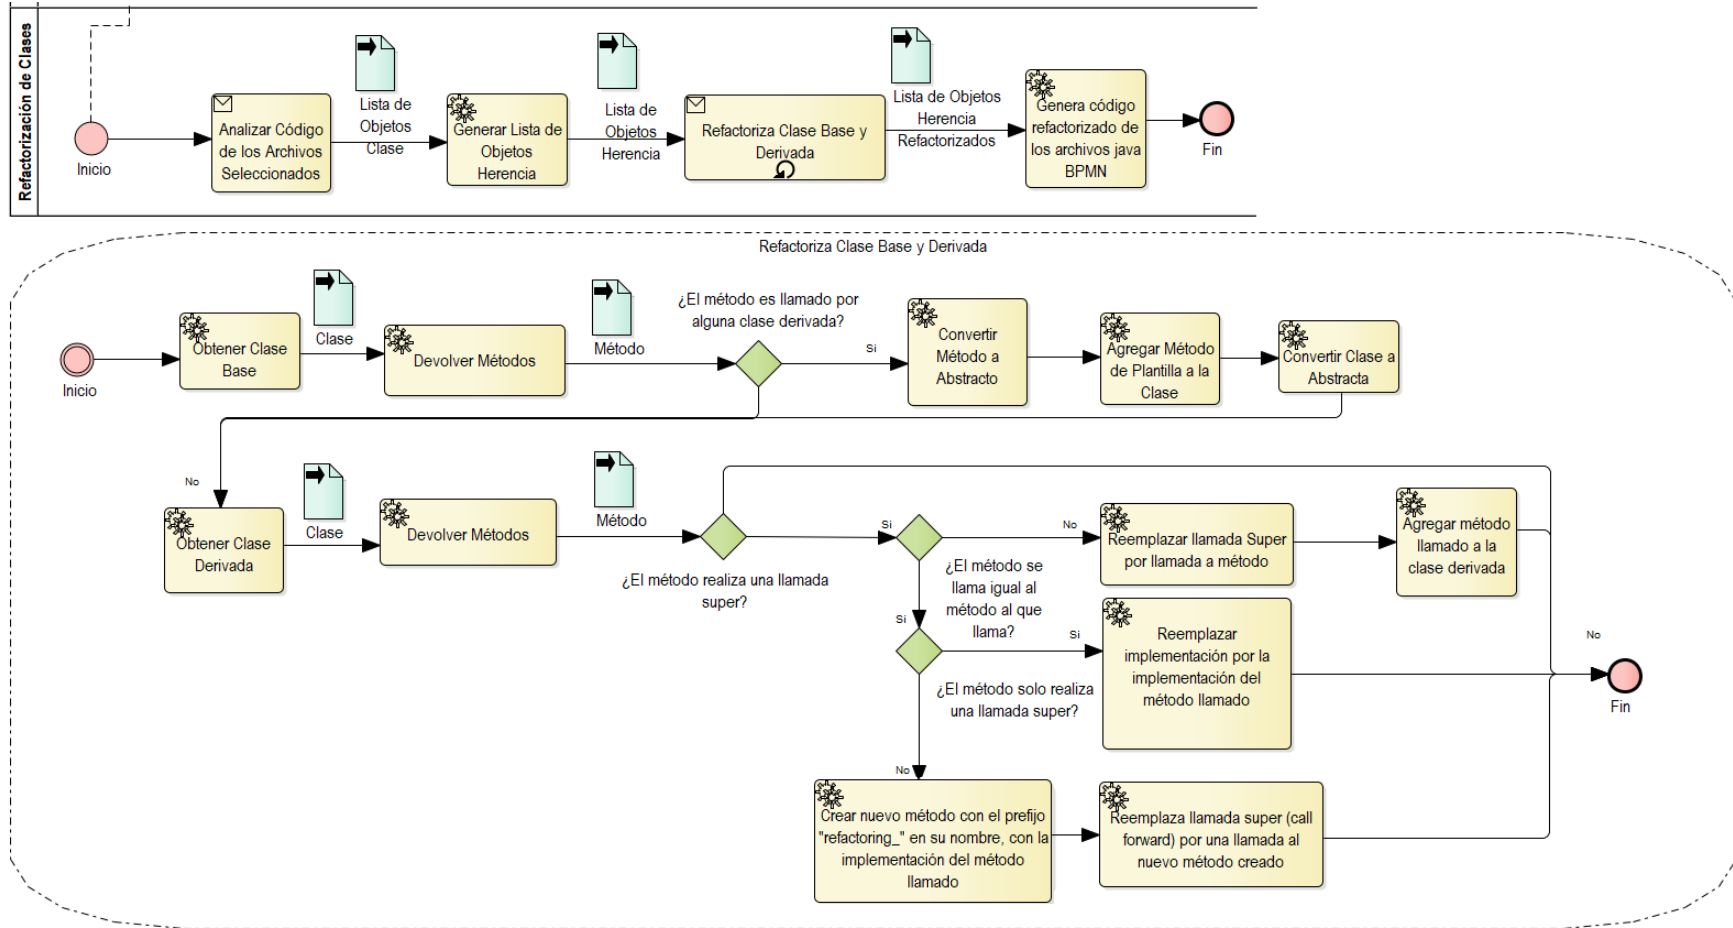 Refactorización de Clases
Inicio
Analizar Código
de los Archivos
Seleccionados
Lista de
Objetos
Clase
Generar Lista de
Objetos
Herencia
Lista de
Objetos
Herencia
Refactoriza Clase Base y
Derivada
Lista de Objetos
Herencia
Refactorizados
Genera código
refactorizado de
los archivos java
BPMN
Fin
Refactoriza Clase Base y Derivada
Inicio
Obtener Clase
Base
Clase
Devolver Métodos
Método
¿El método es llamado por
alguna clase derivada?
Si
Convertir
Método a
Abstracto
Agregar Método
de Plantilla a la
Clase
Convertir Clase a
Abstracta
No
Obtener Clase
Derivada
Clase
Devolver Métodos
Método
¿El método realiza una llamada
super?
Si
¿El método se
llama igual al
método al que
llama?
No
Reemplazar llamada Super
por llamada a método
Agregar método
llamado a la
clase derivada
Si
¿El método solo realiza
una llamada super?
Si
Reemplazar
implementación por la
implementación del
método llamado
No
Fin
No
Crear nuevo método con el prefijo
"refactoring_" en su nombre, con la
implementación del método
llamado
Reemplaza llamada super (call
forward) por una llamada al
nuevo método creado